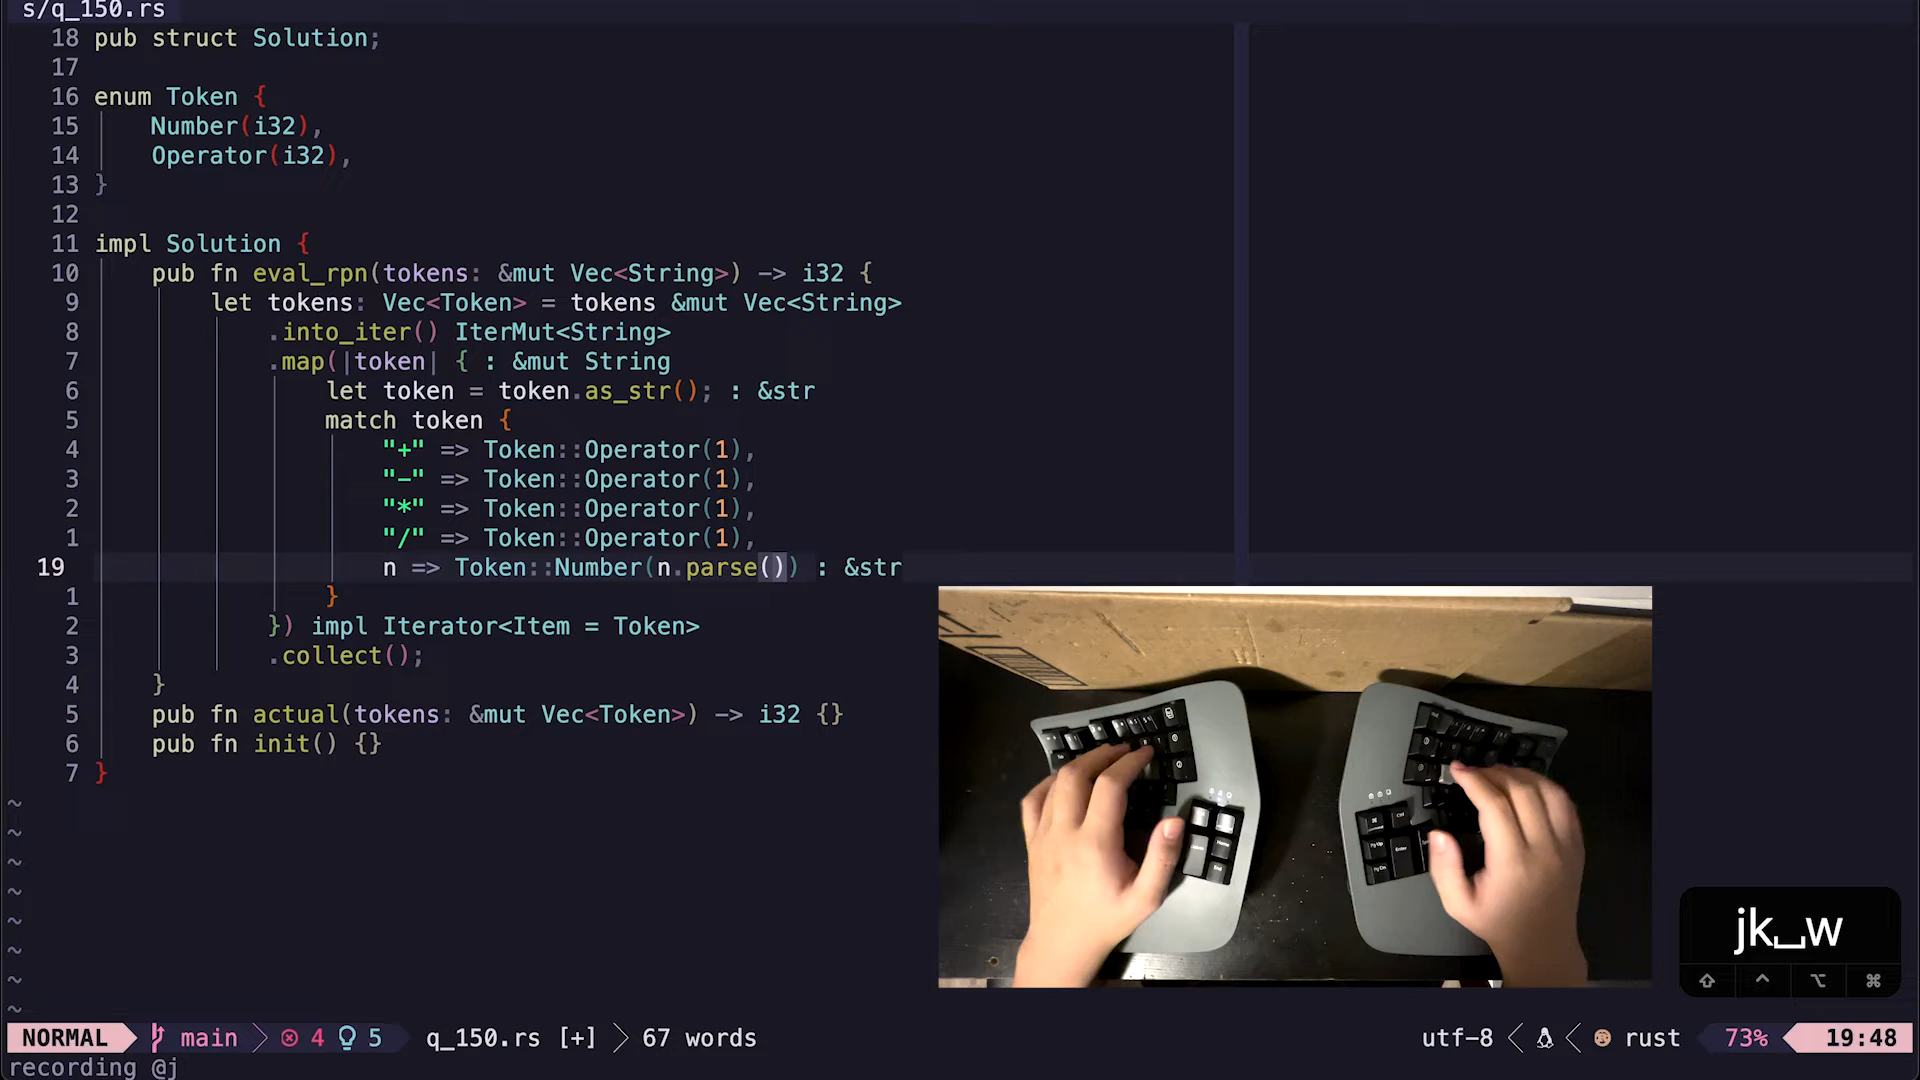 s/q_150.rs
18 pub struct Solution;
17
16 enum Token {
15 Number(i32),
14 Operator(i32),
13 }
12
11 impl Solution {
10 pub fn eval_rpn(tokens: &mut Vec<String>) -> i32 {
9 let tokens: Vec<Token> = tokens &mut Vec<String>
8 .into_iter() IterMut<String>
7 .map(|token| { : &mut String
6 let token = token.as_str(); : &str
5 match token {
4 "+" => Token::Operator(1),
3 "-" => Token::Operator(1),
2 "*" => Token::Operator(1),
1 "/" => Token::Operator(1),
19 n => Token::Number(n.parse()) : &str
1 }
2 }) impl Iterator<Item = Token>
3 .collect();
4 }
5 pub fn actual(tokens: &mut Vec<Token>) -> i32 {}
6 pub fn init() {}
7 }
~
~
~
~
~
~
~
~
jk␣w
⇧ ^ ⌥ ⌘
NORMAL main 4 5 q_150.rs [+] 67 words utf-8 rust 73% 19:48
recording @j